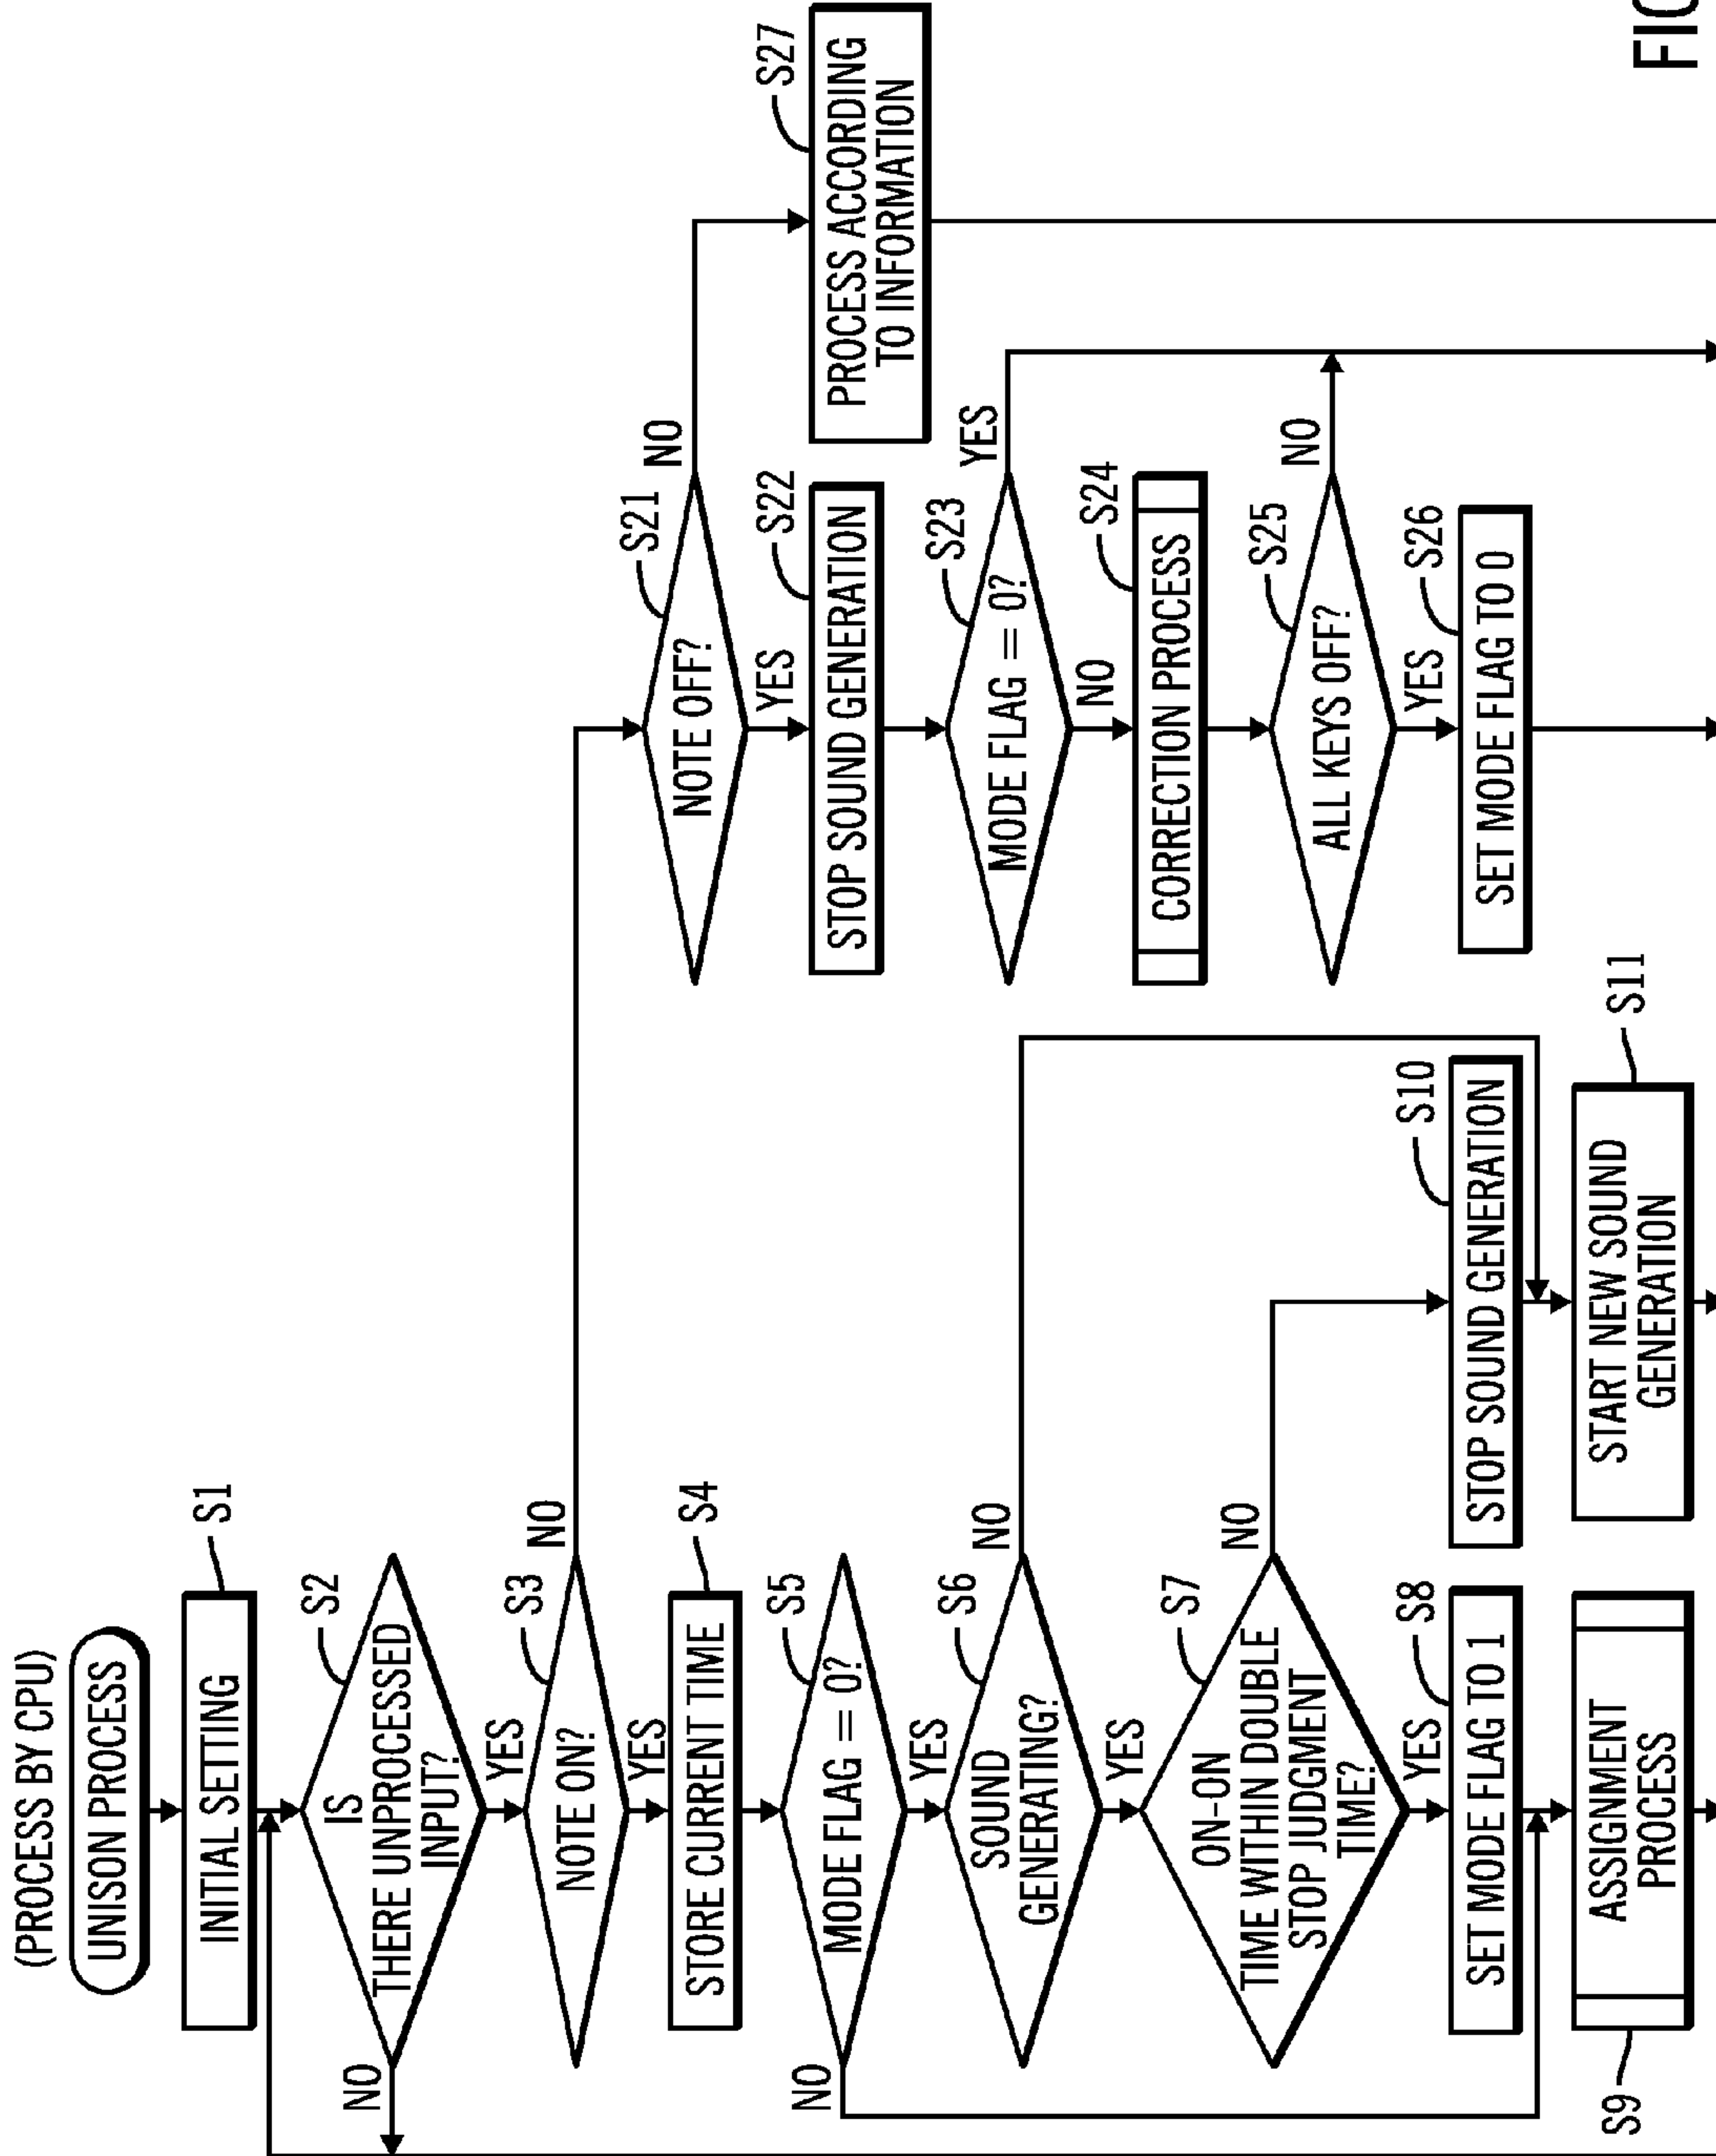 (PROCESS BY CPU)
UNISON PROCESS
INITIAL SETTING
S1
IS
THERE UNPROCESSED
INPUT?
S2
NO
YES
NOTE ON?
S3
NO
YES
STORE CURRENT TIME
S4
MODE FLAG = 0?
S5
NO
YES
SOUND
GENERATING?
S6
NO
YES
ON-ON
TIME WITHIN DOUBLE
STOP JUDGMENT
TIME?
S7
NO
YES
SET MODE FLAG TO 1
S8
ASSIGNMENT
PROCESS
S9
STOP SOUND GENERATION
S10
START NEW SOUND
GENERATION
S11
NOTE OFF?
S21
NO
YES
STOP SOUND GENERATION
S22
MODE FLAG = 0?
S23
YES
NO
CORRECTION PROCESS
S24
ALL KEYS OFF?
S25
NO
YES
SET MODE FLAG TO 0
S26
PROCESS ACCORDING
TO INFORMATION
S27